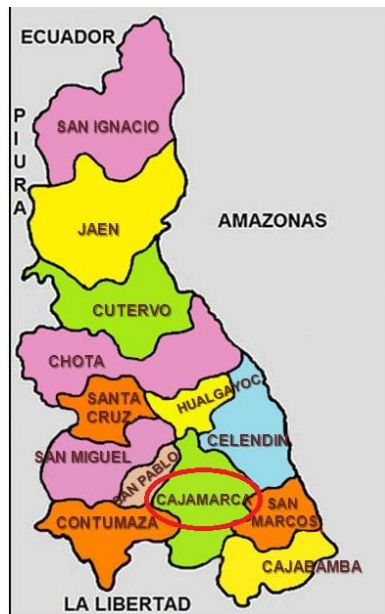 ECUADOR
PIURA
SAN IGNACIO
JAEN
AMAZONAS
CUTERVO
CHOTA
HUALGAYOC
SANTA
CRUZ
CELENDIN
SAN MIGUEL
SAN PABLO
CAJAMARCA
SAN
MARCOS
CONTUMAZA
CAJABAMBA
LA LIBERTAD